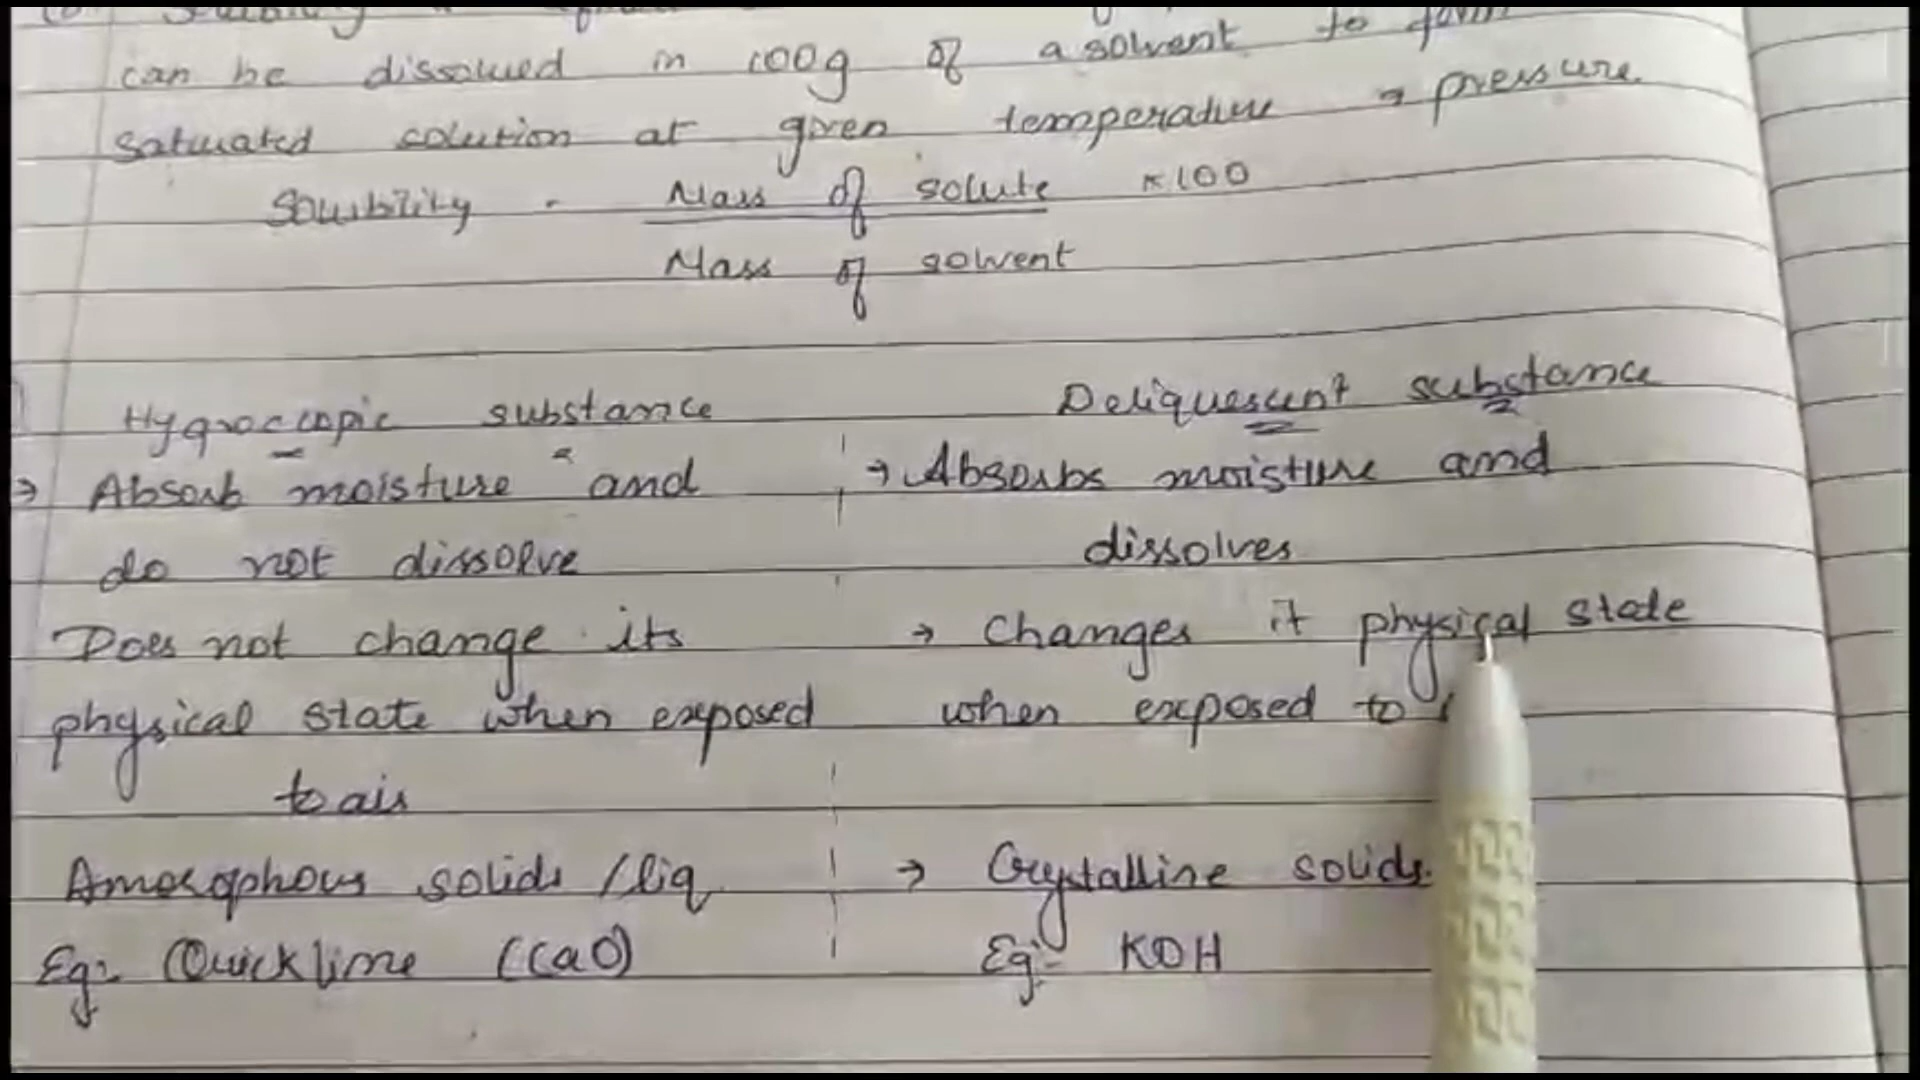 can be dissolved in 100g of a solvent to form
saturated solution at given temperature → pressure.
Solubility = Mass of solute × 100
Mass of solvent
Hygroscopic substance
Deliquescent substance
→ Absorb moisture and
do not dissolve
Does not change its
physical state when exposed
to air
Amorphous solids / liq
Eg:- Quicklime (CaO)
→ Absorbs moisture and
dissolves
→ Changes it physical state
when exposed to
→ Crystalline solids.
Eg:- KOH